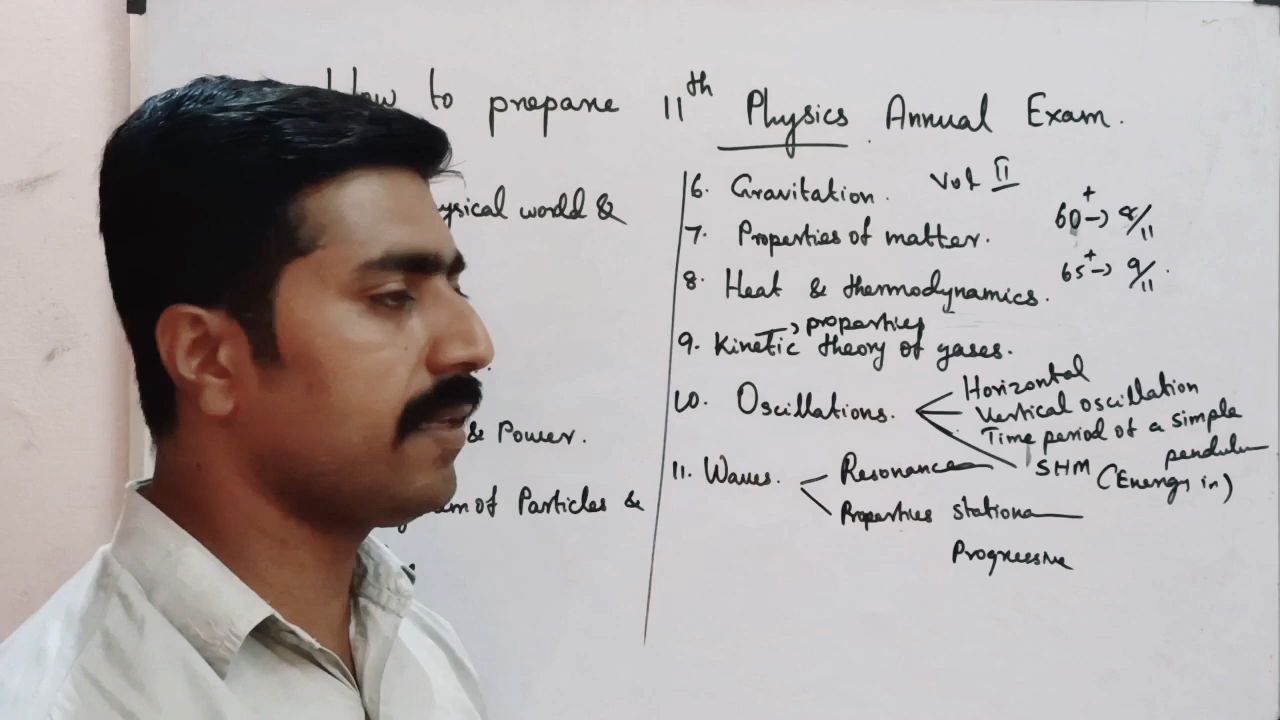 How to prepare 11th Physics Annual Exam.
ysical world &
& Power.
m of Particles &
6. Gravitation. Vol II
7. Properties of matter. 60+ → 8/11
8. Heat & thermodynamics. 65+ → 9/11.
→ properties
9. Kinetic theory of gases.
10. Oscillations. Horizontal
Vertical oscillation
Time period of a simple
pendulum
SHM (Energy in)
11. Waves. Resonance
Properties stationa
Progressive